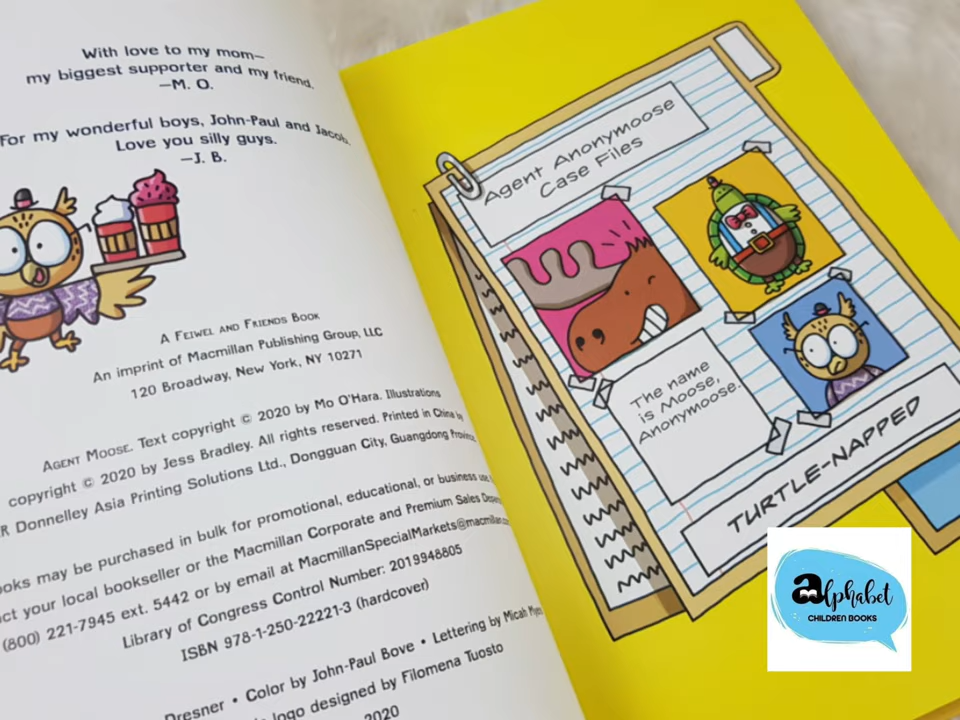 With love to my mom—
my biggest supporter and my friend.
—M. O.
For my wonderful boys, John-Paul and Jacob.
Love you silly guys.
—J. B.
A Feiwel and Friends Book
An imprint of Macmillan Publishing Group, LLC
120 Broadway, New York, NY 10271
Agent Moose. Text copyright © 2020 by Mo O'Hara. Illustrations
copyright © 2020 by Jess Bradley. All rights reserved. Printed in China by
Donnelley Asia Printing Solutions Ltd., Dongguan City, Guangdong Province.
may be purchased in bulk for promotional, educational, or business use.
your local bookseller or the Macmillan Corporate and Premium Sales
(800) 221-7945 ext. 5442 or by email at MacmillanSpecialMarkets@macmillan.com
Library of Congress Control Number: 2019948805
ISBN 978-1-250-22221-3 (hardcover)
Dresner • Color by John-Paul Bove • Lettering by Micah
logo designed by Filomena Tuosto
2020
Agent Anonymoose
Case Files
The name
is Moose,
Anonymoose.
TURTLE-NAPPED
alphabet
CHILDREN BOOKS